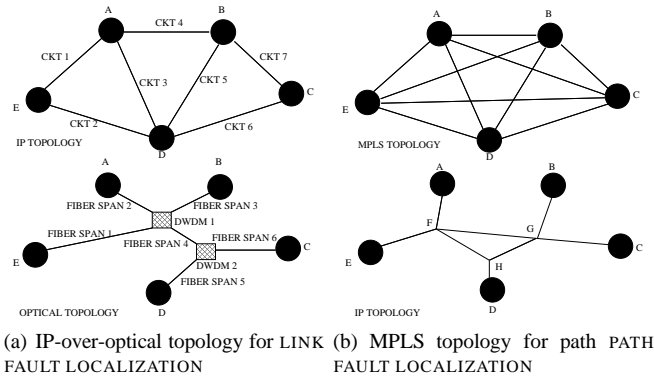 A
B
CKT 4
CKT 1
CKT 7
CKT 3
CKT 5
E
C
CKT 2
CKT 6
D
IP TOPOLOGY
A
B
E
C
D
MPLS TOPOLOGY
A
B
FIBER SPAN 2
FIBER SPAN 3
DWDM 1
FIBER SPAN 1
FIBER SPAN 4
FIBER SPAN 6
E
C
DWDM 2
FIBER SPAN 5
D
OPTICAL TOPOLOGY
A
B
F
G
E
C
H
D
IP TOPOLOGY
(a) IP-over-optical topology for LINK
FAULT LOCALIZATION
(b) MPLS topology for path PATH
FAULT LOCALIZATION